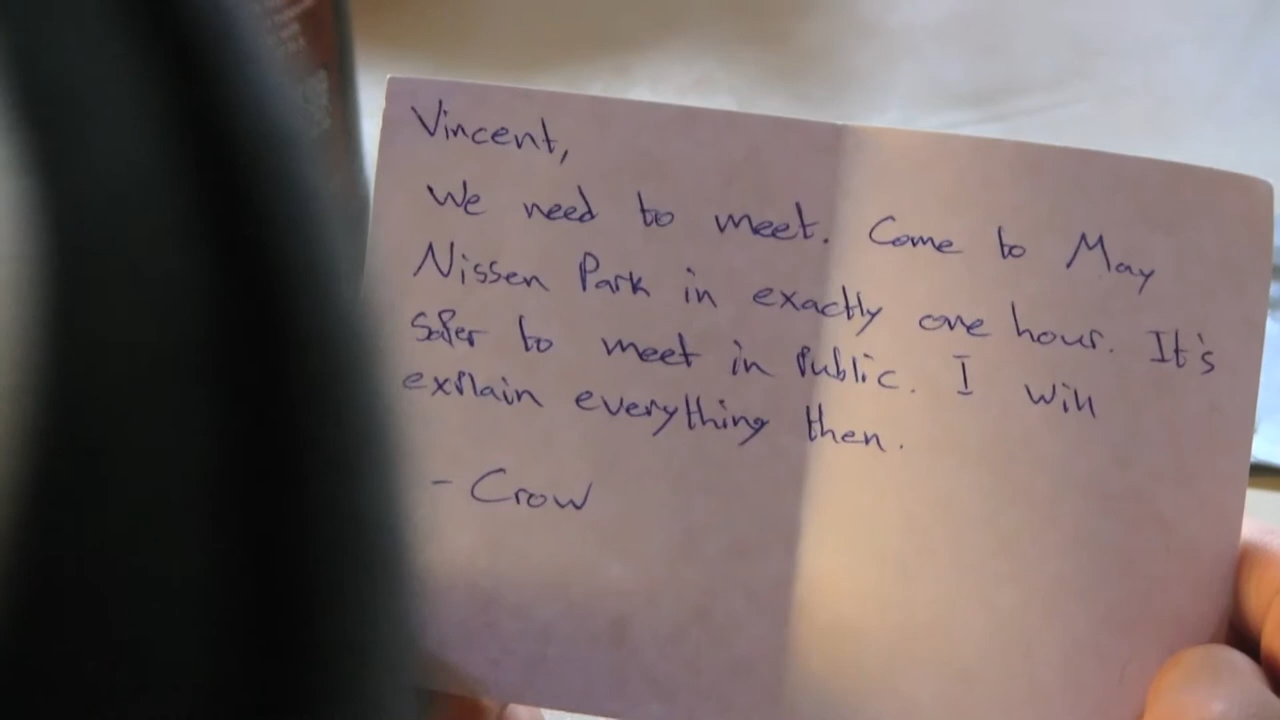 Vincent,
We need to meet. Come to May
Nissen Park in exactly one hour. It's
safer to meet in Public. I will
explain everything then.
- Crow